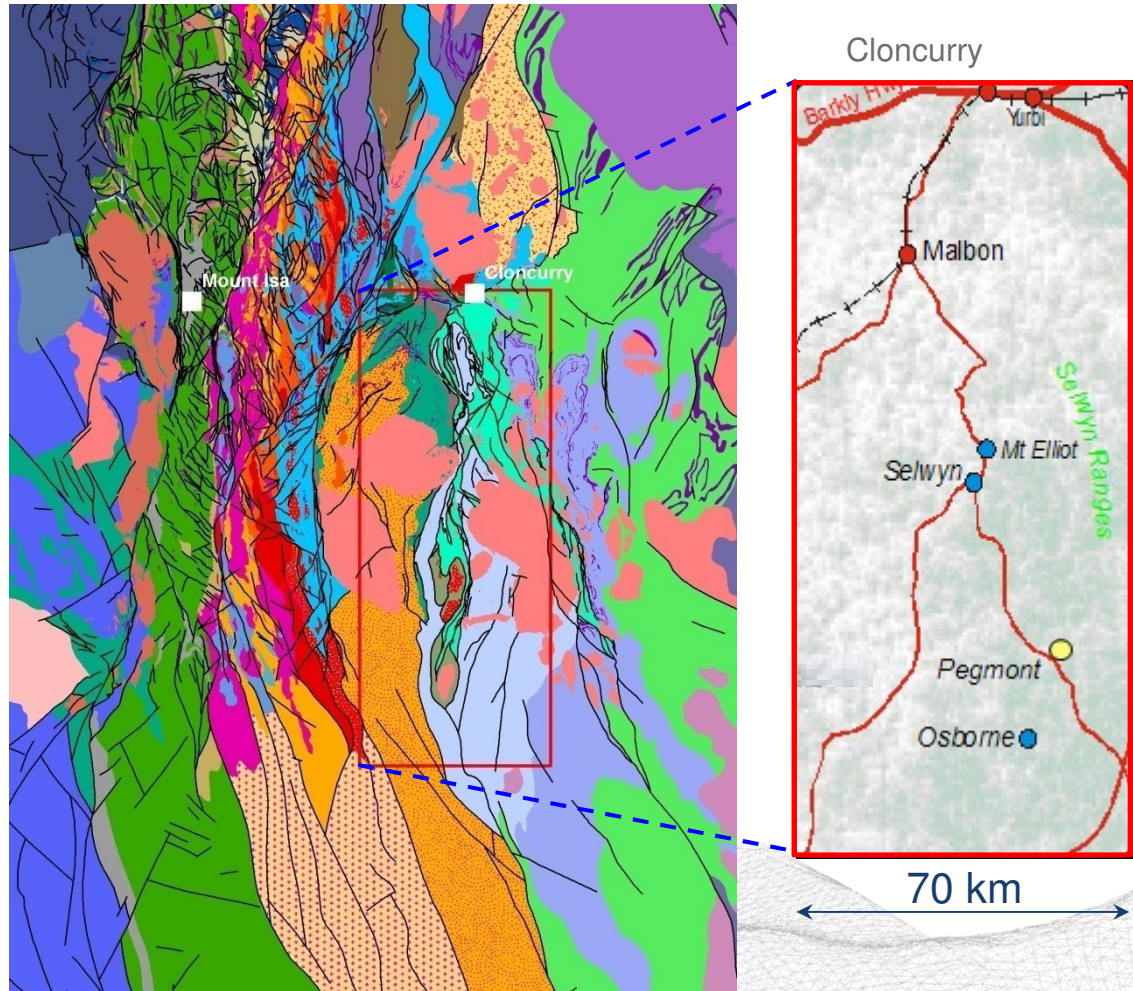 Cloncurry
Barkly Hwy
Yurbi
Malbon
Mount Isa
Cloncurry
Selwyn Ranges
Mt Elliot
Selwyn
Pegmont
Osborne
70 km